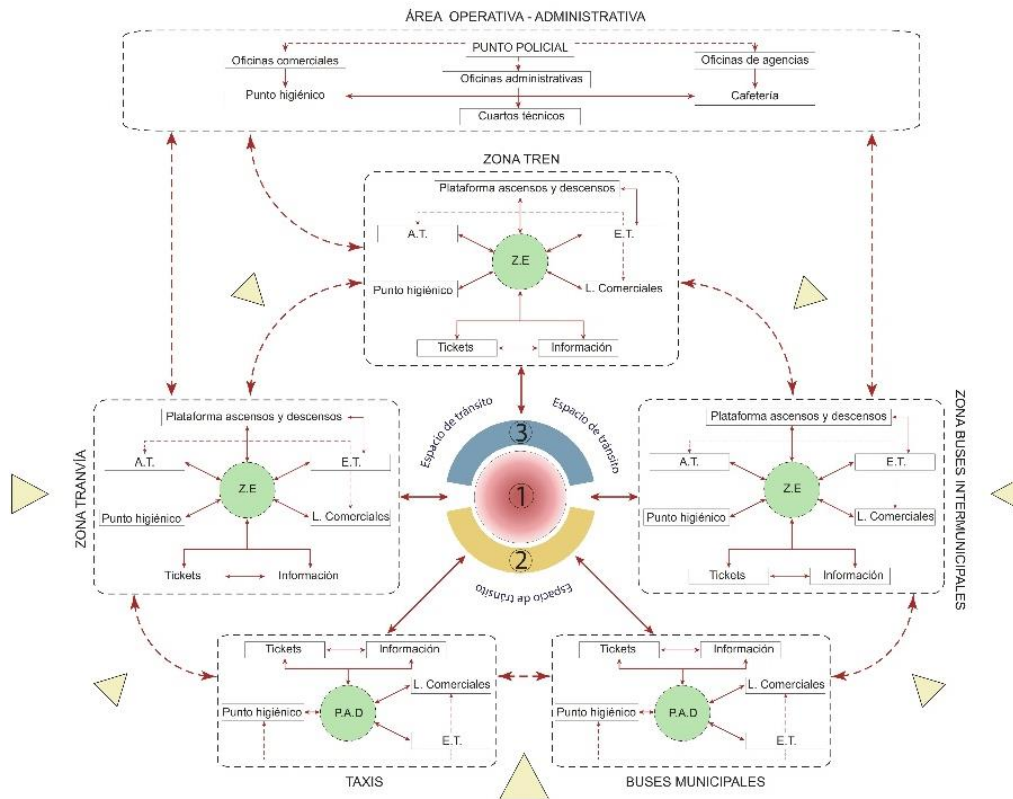 ÁREA OPERATIVA - ADMINISTRATIVA
PUNTO POLICIAL
Oficinas comerciales
Oficinas de agencias
Oficinas administrativas
Punto higiénico
Cafetería
Cuartos técnicos
ZONA TREN
Plataforma ascensos y descensos
A.T.
E.T.
Z.E
Punto higiénico
L. Comerciales
Tickets
Información
ZONA TRANVÍA
Plataforma ascensos y descensos
A.T.
E.T.
Z.E
Punto higiénico
L. Comerciales
Tickets
Información
Espacio de tránsito
Espacio de tránsito
3
1
2
Espacio de tránsito
ZONA BUSES INTERMUNICIPALES
Plataforma ascensos y descensos
A.T.
E.T.
Z.E
Punto higiénico
L. Comerciales
Tickets
Información
Tickets
Información
L. Comerciales
Punto higiénico
P.A.D
E.T.
TAXIS
Tickets
Información
L. Comerciales
Punto higiénico
P.A.D
E.T.
BUSES MUNICIPALES